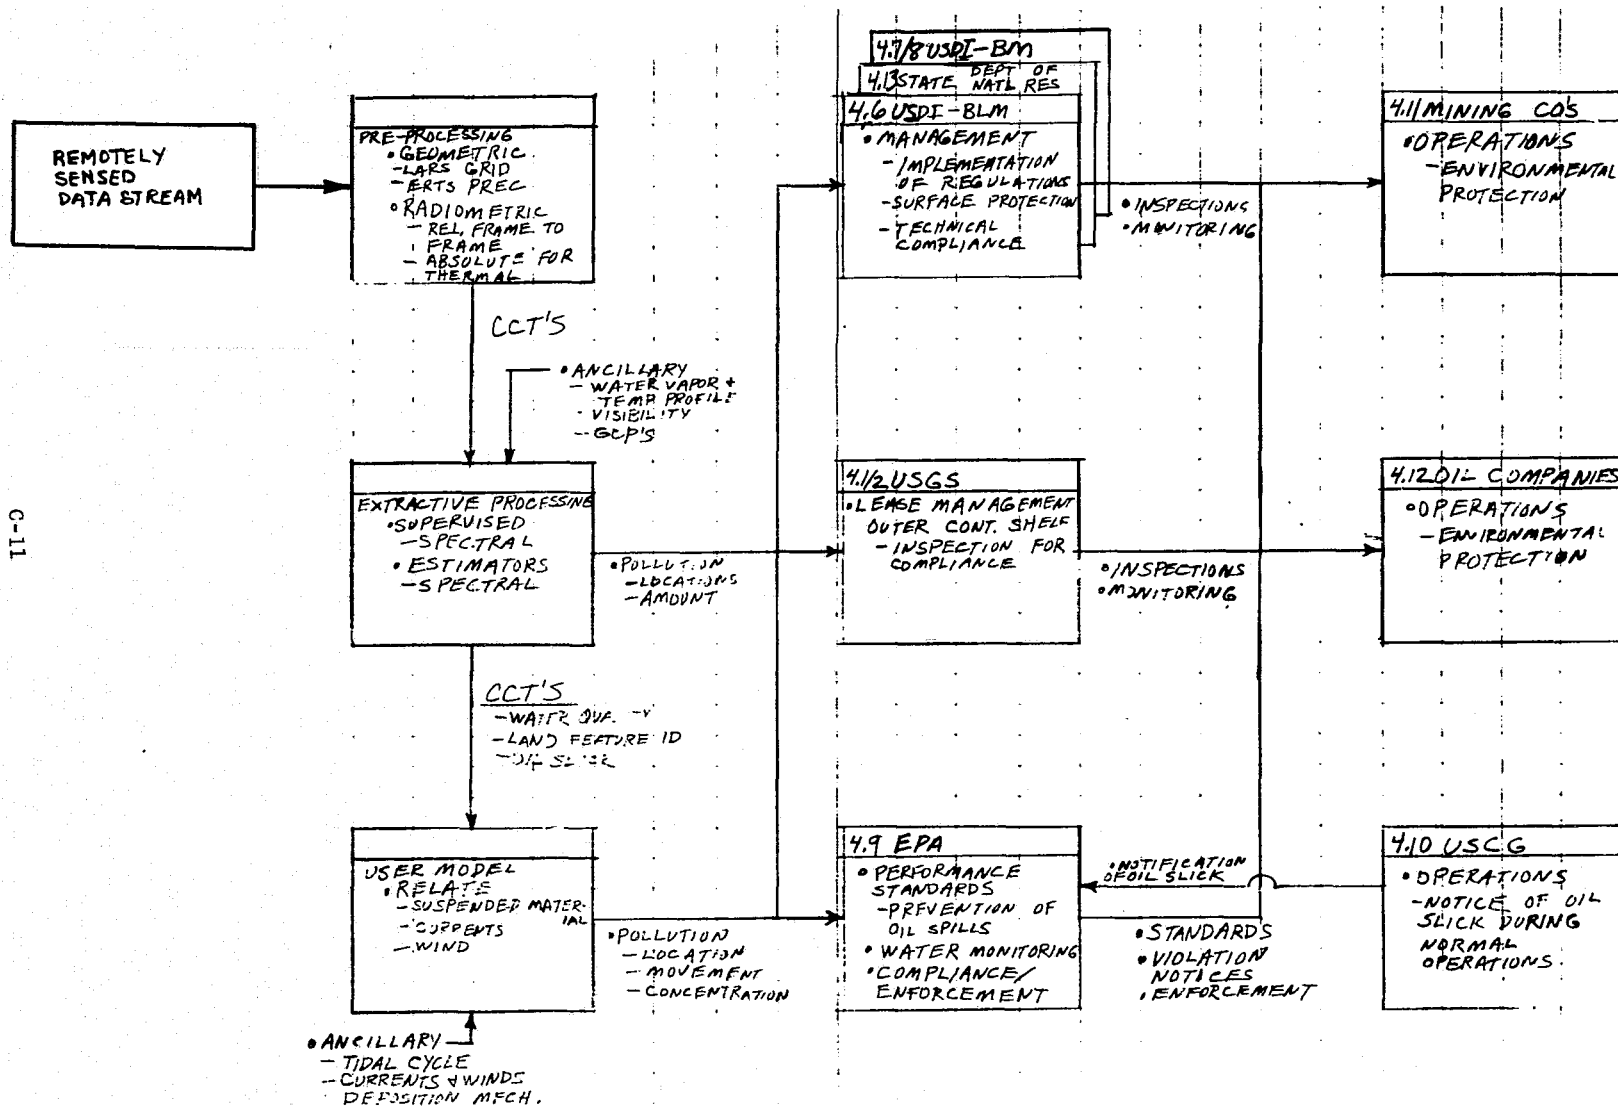 REMOTELY
SENSED
DATA STREAM
PRE-PROCESSING
• GEOMETRIC
- LARS GRID
- ERTS PREC
• RADIOMETRIC
- REL. FRAME TO
FRAME
- ABSOLUTE FOR
THERMAL
CCT'S
• ANCILLARY
- WATER VAPOR +
TEMP PROFILE
- VISIBILITY
- GCP'S
EXTRACTIVE PROCESSING
• SUPERVISED
- SPECTRAL
• ESTIMATORS
- SPECTRAL
• POLLUTION
- LOCATIONS
- AMOUNT
CCT'S
- WATER
- LAND FEATURE ID
- OIL SLICK
USER MODEL
• RELATE
- SUSPENDED MATER-
IAL
- CURRENTS
- WIND
• POLLUTION
- LOCATION
- MOVEMENT
- CONCENTRATION
• ANCILLARY
- TIDAL CYCLE
- CURRENTS & WINDS
DEPOSITION MECH.
4.7/8 USDI-BM
4.13 STATE DEPT OF
NATL RES
4.6 USDI-BLM
• MANAGEMENT
- IMPLEMENTATION
OF REGULATIONS
- SURFACE PROTECTION
- TECHNICAL
COMPLIANCE
• INSPECTIONS
• MONITORING
4.11 MINING CO'S
• OPERATIONS
- ENVIRONMENTAL
PROTECTION
4.1/2 USGS
• LEASE MANAGEMENT
OUTER CONT. SHELF
- INSPECTION FOR
COMPLIANCE
• INSPECTIONS
• MONITORING
4.12 OIL COMPANIES
• OPERATIONS
- ENVIRONMENTAL
PROTECTION
4.9 EPA
• PERFORMANCE
STANDARDS
- PREVENTION OF
OIL SPILLS
• WATER MONITORING
• COMPLIANCE/
ENFORCEMENT
• NOTIFICATION
OF OIL SLICK
• STANDARDS
• VIOLATION
NOTICES
• ENFORCEMENT
4.10 USCG
• OPERATIONS
- NOTICE OF OIL
SLICK DURING
NORMAL
OPERATIONS.
C-11